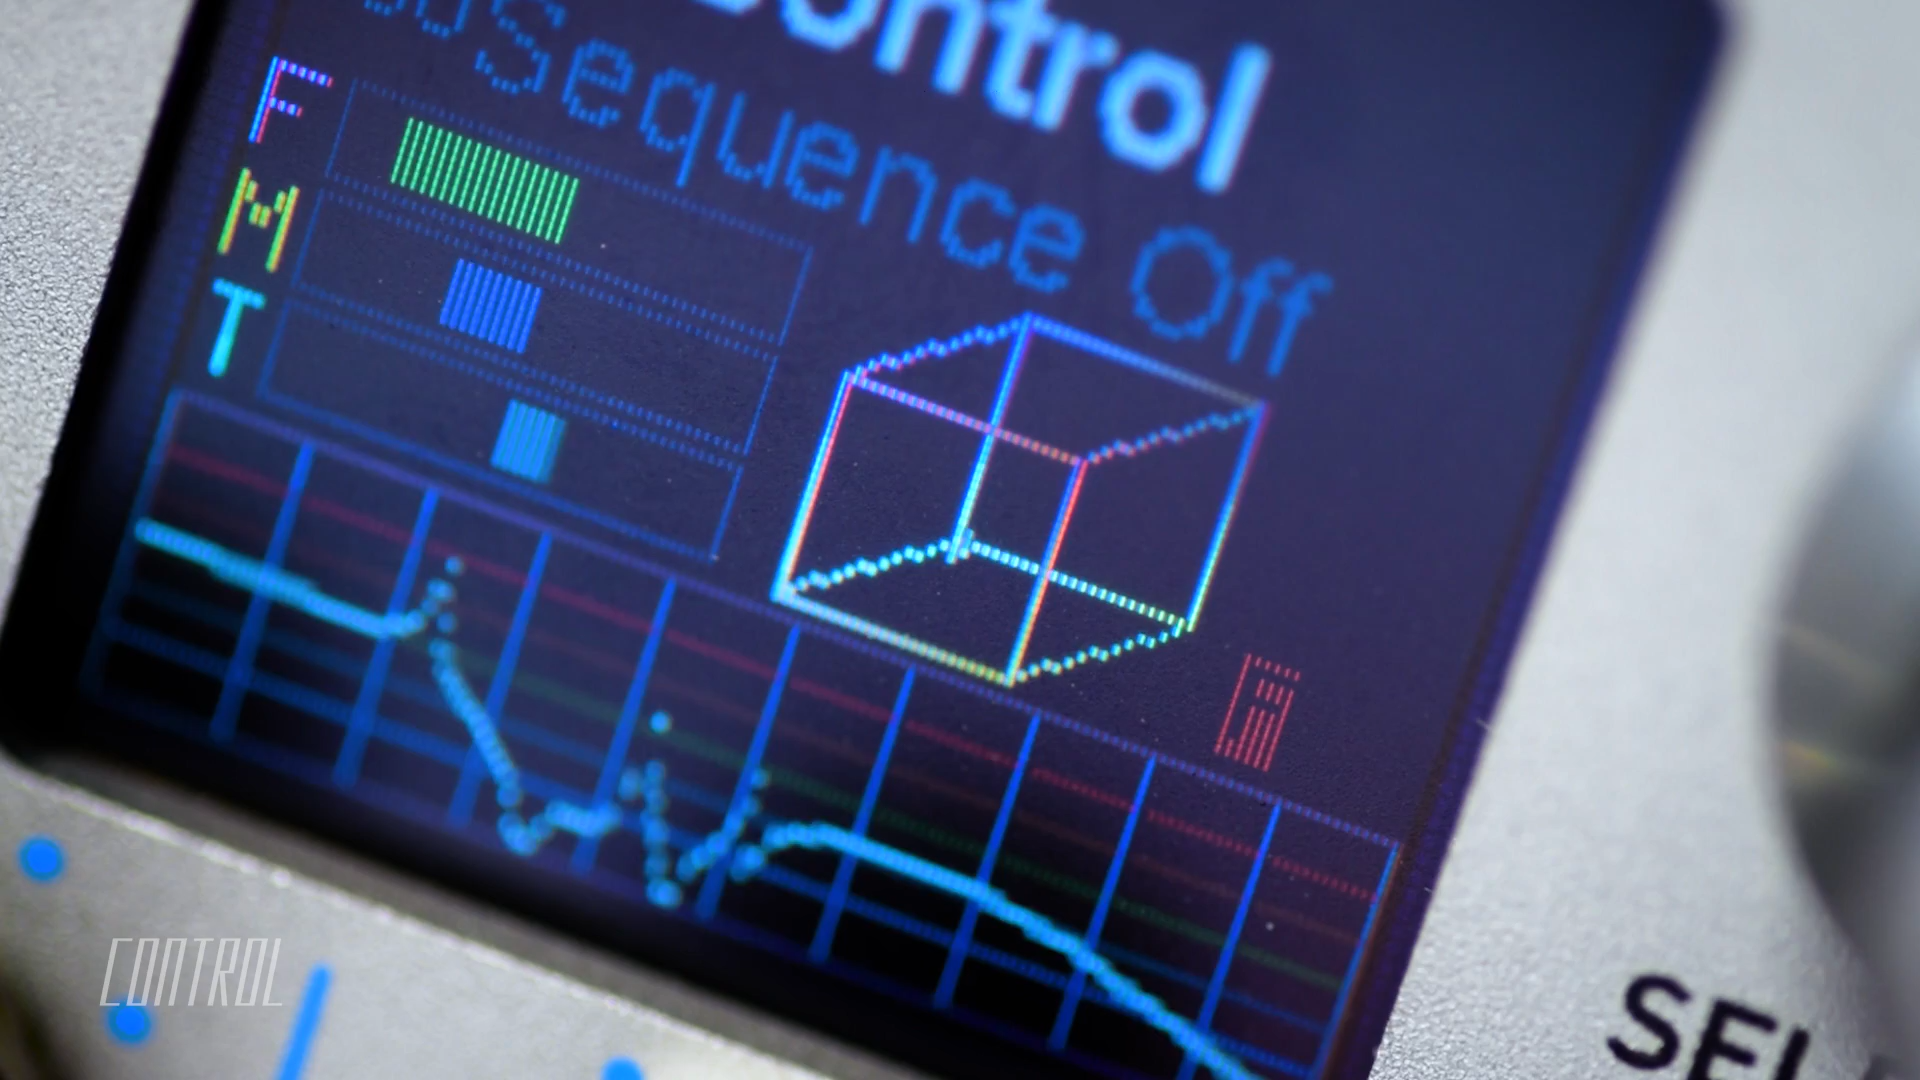 Control
Sequence Off
F
M
T
CONTROL